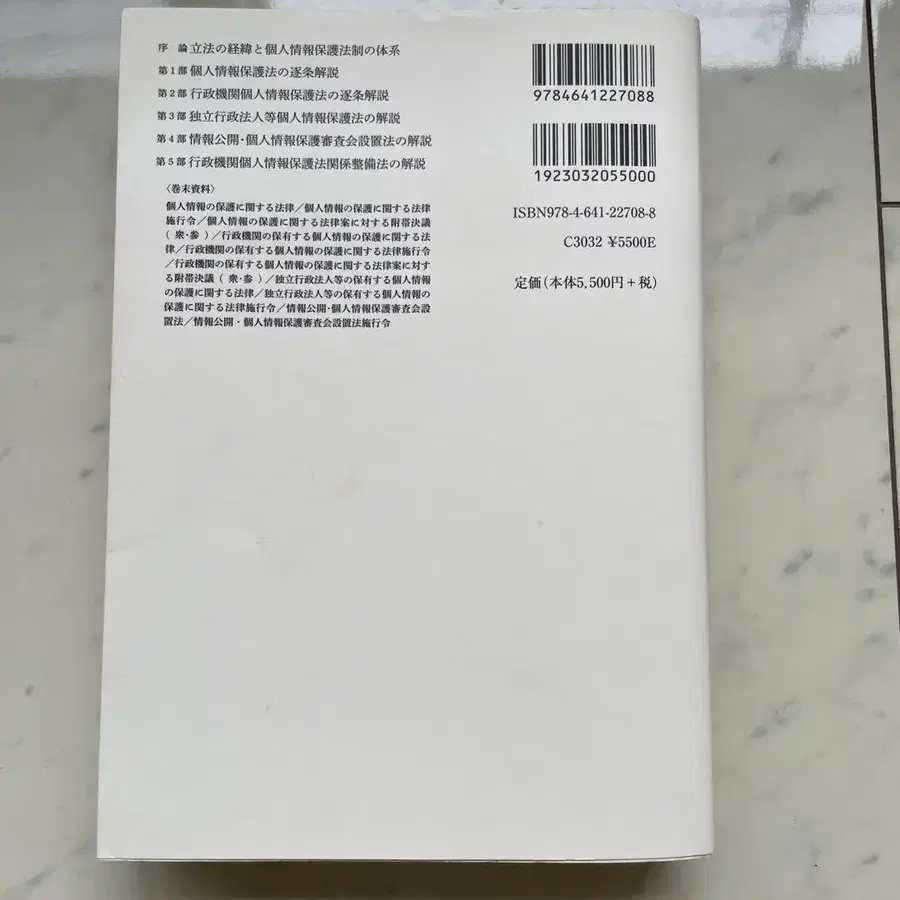 序　論 立法の経緯と個人情報保護法制の体系
第1部 個人情報保護法の逐条解説
第2部 行政機関個人情報保護法の逐条解説
第3部 独立行政法人等個人情報保護法の解説
第4部 情報公開・個人情報保護審査会設置法の解説
第5部 行政機関個人情報保護法関係整備法の解説
〈巻末資料〉
個人情報の保護に関する法律／個人情報の保護に関する法律
施行令／個人情報の保護に関する法律案に対する附帯決議
(衆・参)／行政機関の保有する個人情報の保護に関する法
律／行政機関の保有する個人情報の保護に関する法律施行令
／行政機関の保有する個人情報の保護に関する法律案に対す
る附帯決議(衆・参)／独立行政法人等の保有する個人情報
の保護に関する法律／独立行政法人等の保有する個人情報の
保護に関する法律施行令／情報公開・個人情報保護審査会設
置法／情報公開・個人情報保護審査会設置法施行令
9784641227088
1923032055000
ISBN978-4-641-22708-8
C3032 ¥5500E
定価(本体5,500円+税)